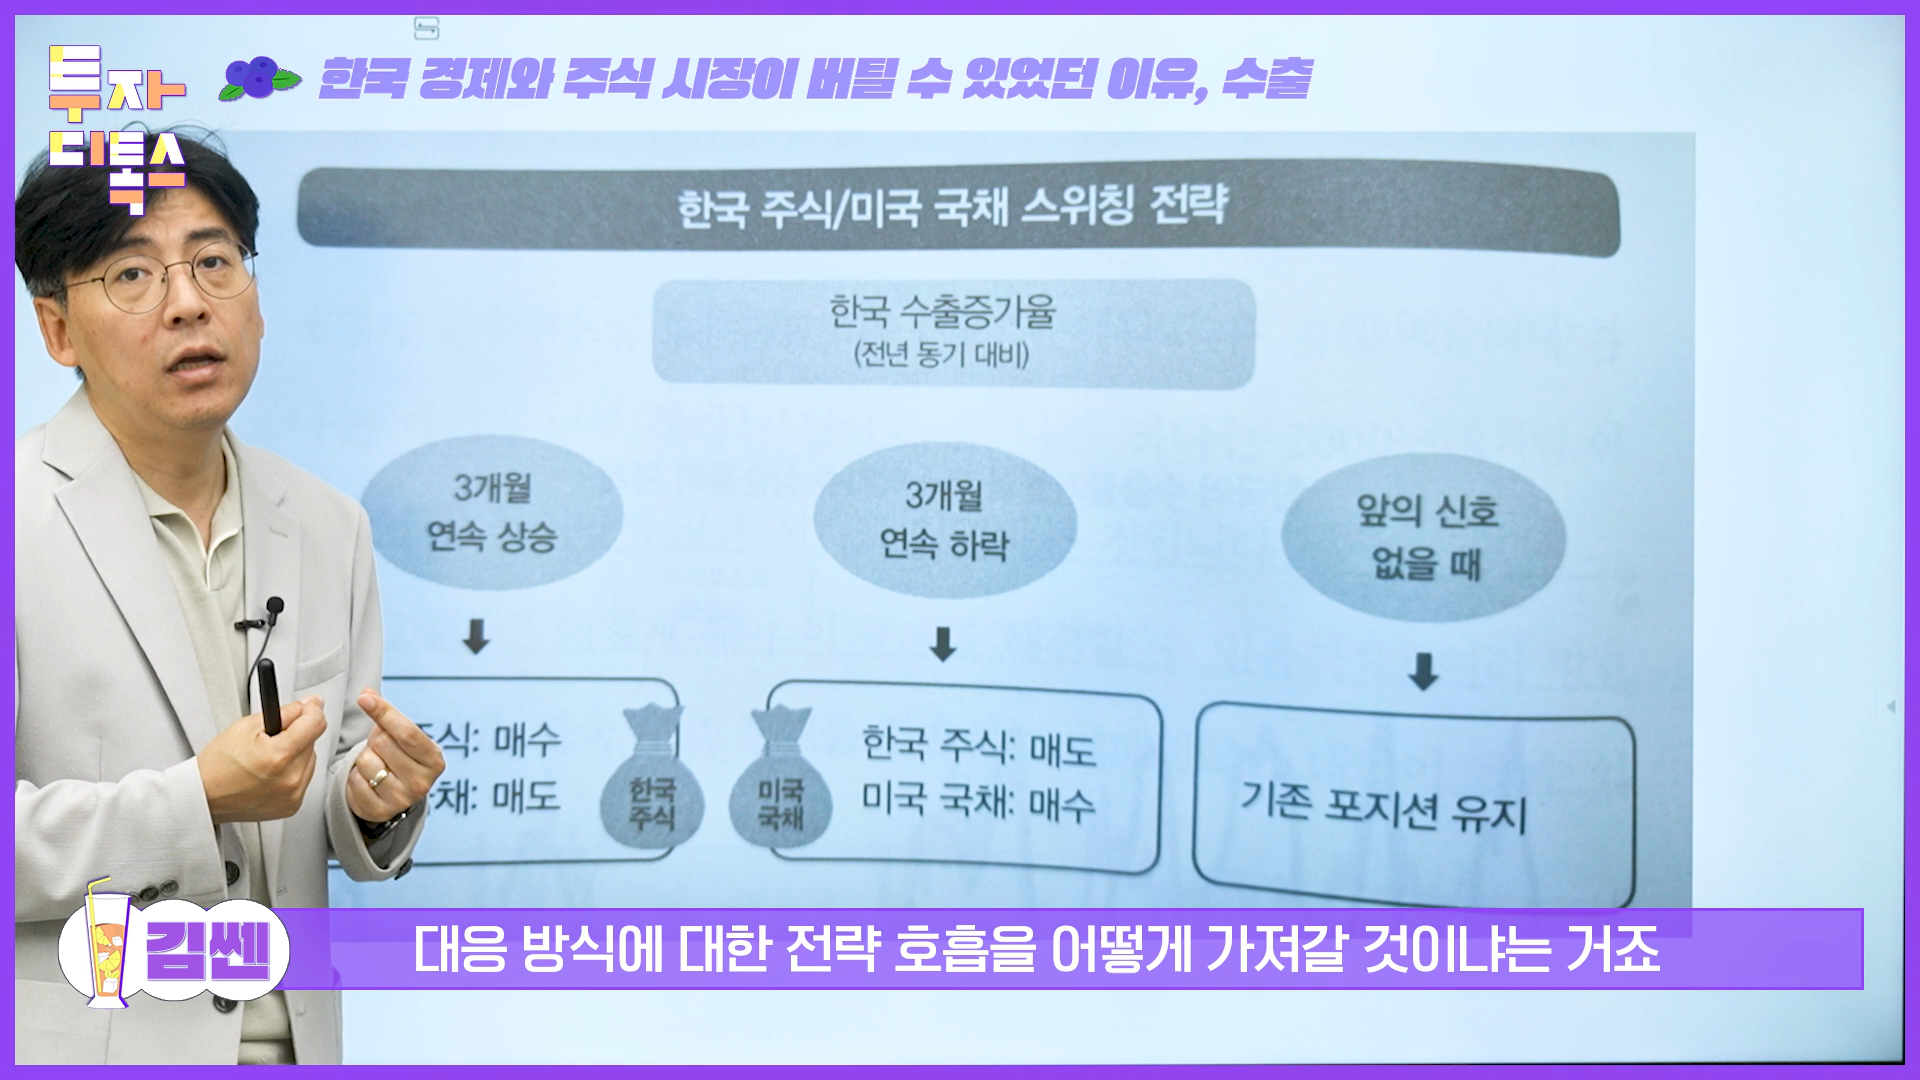 투자
디톡스
한국 경제와 주식 시장이 버틸 수 있었던 이유, 수출
한국 주식/미국 국채 스위칭 전략
한국 수출증가율
(전년 동기 대비)
3개월
연속 상승
3개월
연속 하락
앞의 신호
없을 때
주식: 매수
국채: 매도
한국
주식
미국
국채
한국 주식: 매도
미국 국채: 매수
기존 포지션 유지
김쎈
대응 방식에 대한 전략 호흡을 어떻게 가져갈 것이냐는 거죠